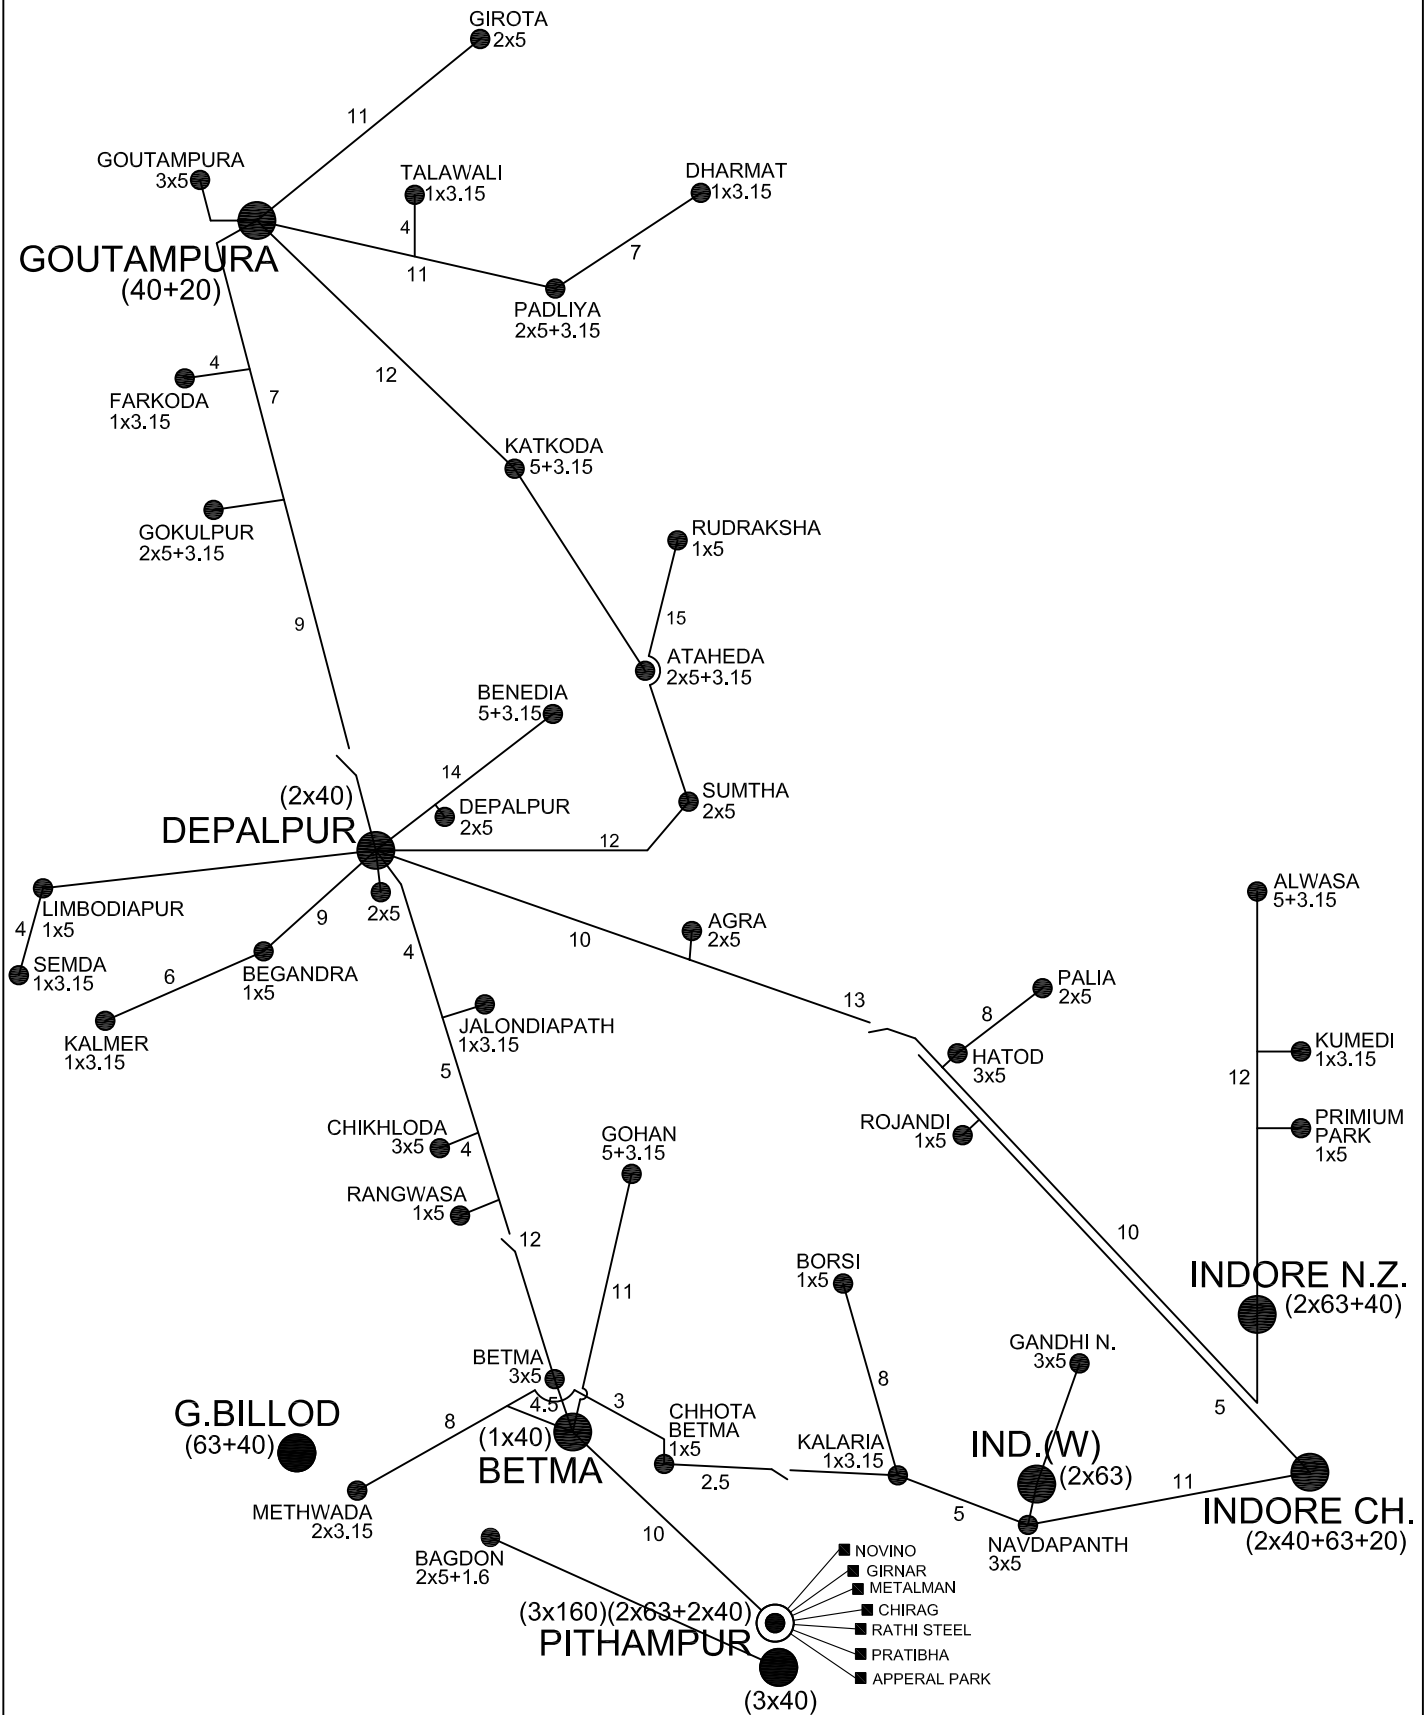 GIROTA
2x5
11
GOUTAMPURA
3x5
TALAWALI
1x3.15
DHARMAT
1x3.15
4
7
11
GOUTAMPURA
(40+20)
PADLIYA
2x5+3.15
4
FARKODA
1x3.15
7
12
KATKODA
5+3.15
GOKULPUR
2x5+3.15
RUDRAKSHA
1x5
9
15
ATAHEDA
2x5+3.15
BENEDIA
5+3.15
14
(2x40)
DEPALPUR
DEPALPUR
2x5
SUMTHA
2x5
12
LIMBODIAPUR
1x5
4
SEMDA
1x3.15
9
2x5
BEGANDRA
1x5
6
KALMER
1x3.15
4
10
AGRA
2x5
ALWASA
5+3.15
JALONDIAPATH
1x3.15
13
PALIA
2x5
8
HATOD
3x5
KUMEDI
1x3.15
12
5
CHIKHLODA
3x5
4
GOHAN
5+3.15
ROJANDI
1x5
PRIMIUM
PARK
1x5
RANGWASA
1x5
12
10
BORSI
1x5
11
INDORE N.Z.
(2x63+40)
GANDHI N.
3x5
BETMA
3x5
4.5
8
3
8
5
G.BILLOD
(63+40)
(1x40)
BETMA
CHHOTA
BETMA
1x5
2.5
KALARIA
1x3.15
IND.(W)
(2x63)
11
INDORE CH.
(2x40+63+20)
METHWADA
2x3.15
5
NAVDAPANTH
3x5
10
BAGDON
2x5+1.6
NOVINO
GIRNAR
METALMAN
CHIRAG
RATHI STEEL
PRATIBHA
APPERAL PARK
(3x160)(2x63+2x40)
PITHAMPUR
(3x40)